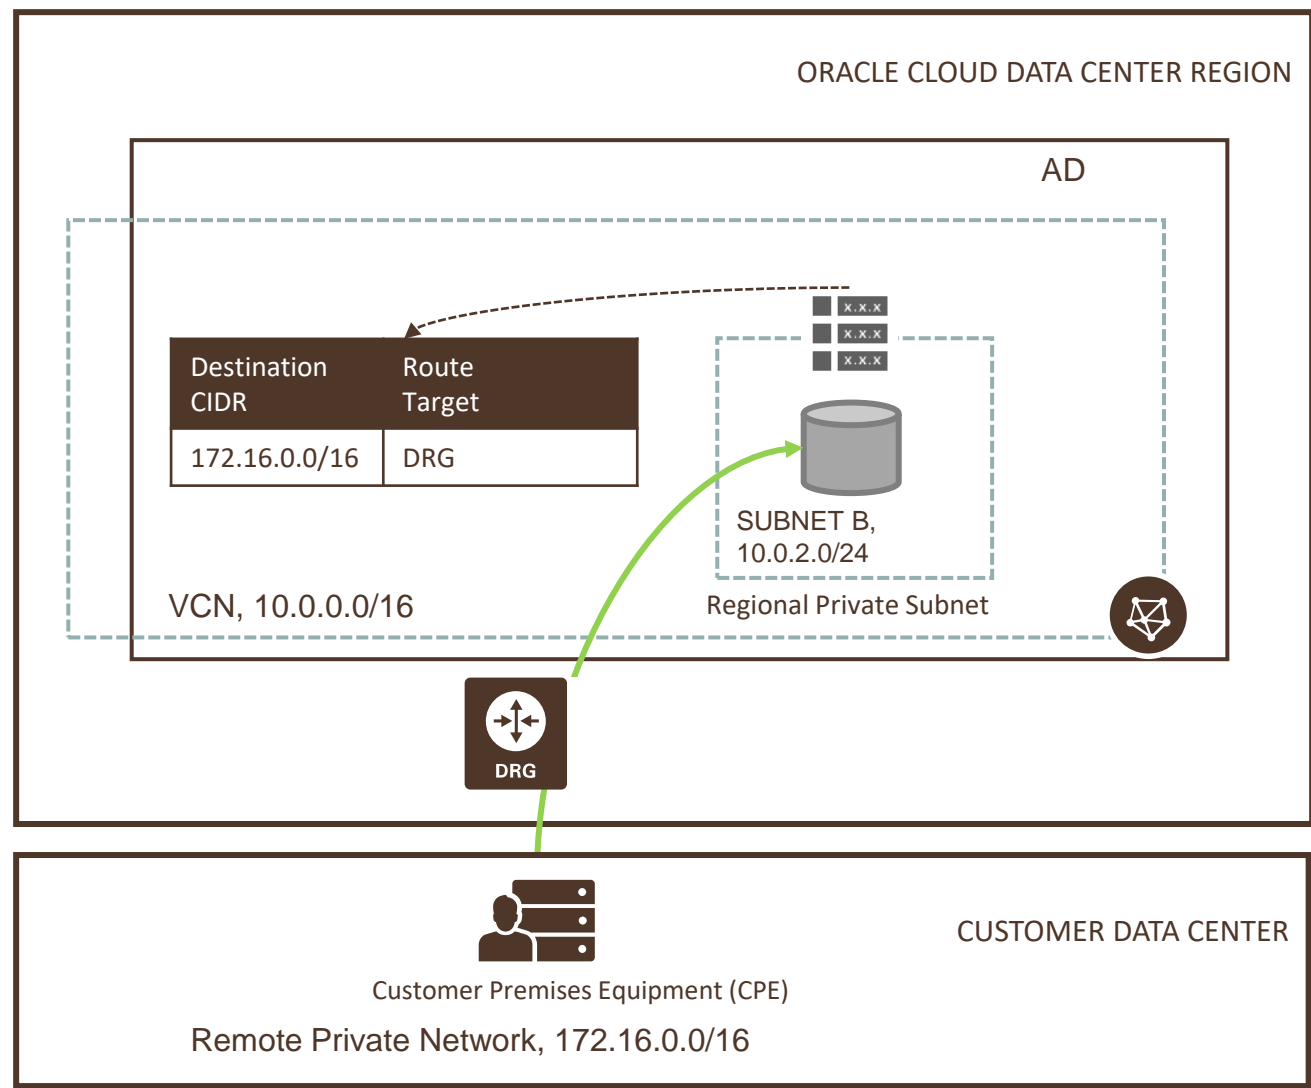 ORACLE CLOUD DATA CENTER REGION
AD
x.x.x
x.x.x
x.x.x
Destination
CIDR
Route
Target
172.16.0.0/16
DRG
SUBNET B,
10.0.2.0/24
VCN, 10.0.0.0/16
Regional Private Subnet
DRG
CUSTOMER DATA CENTER
Customer Premises Equipment (CPE)
Remote Private Network, 172.16.0.0/16